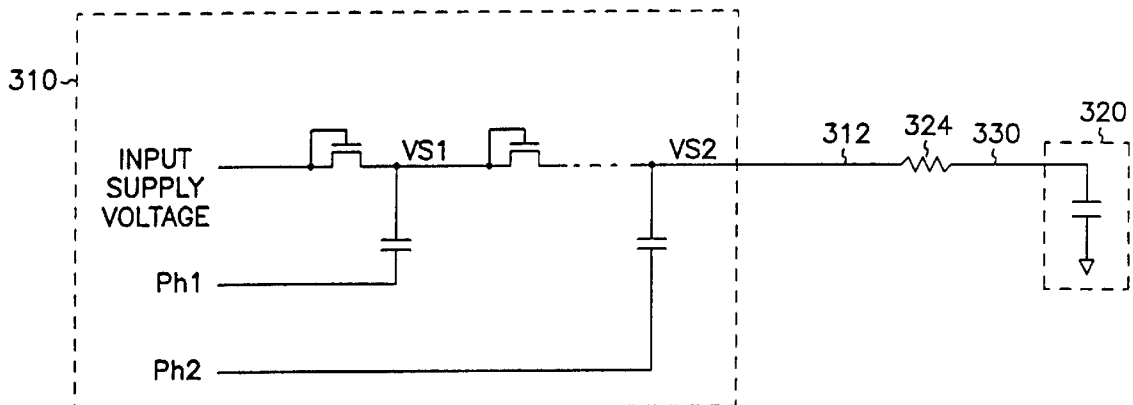 310
INPUT
SUPPLY
VOLTAGE
VS1
VS2
312
324
330
320
Ph1
Ph2